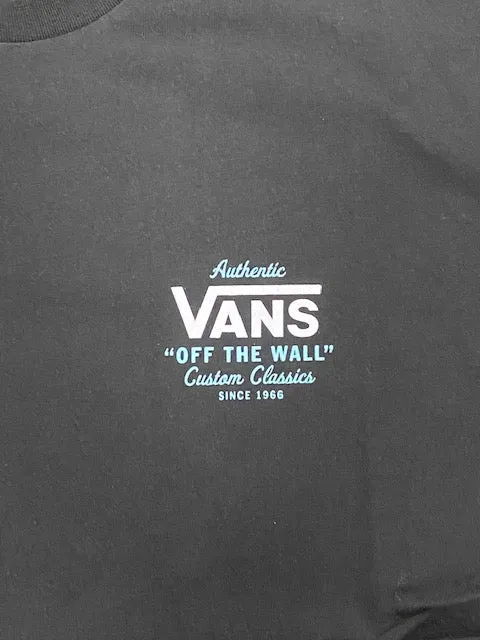 Authentic
VANS
“OFF THE WALL”
Custom Classics
SINCE 1966